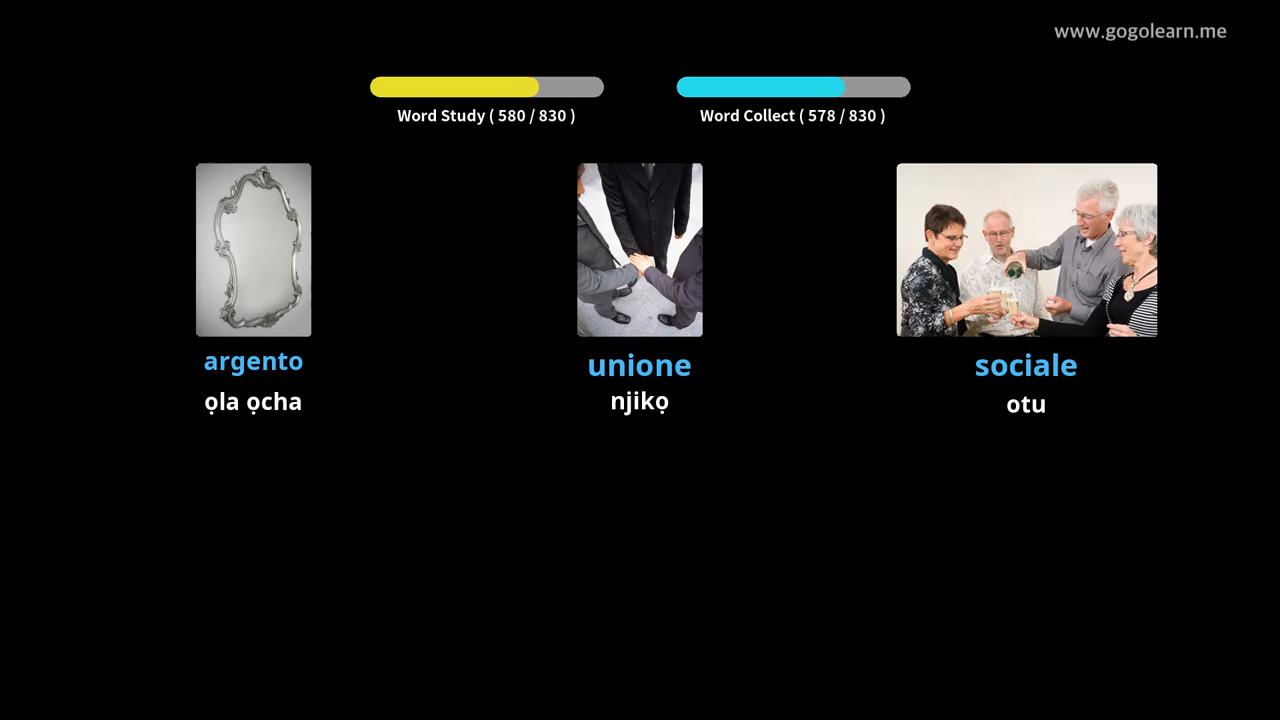 www.gogolearn.me
Word Study ( 580 / 830 )
Word Collect ( 578 / 830 )
argento
unione
sociale
ọla ọcha
njikọ
otu